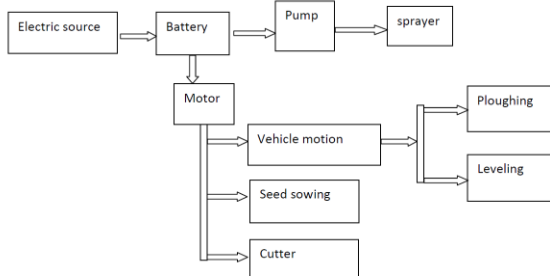 Electric source
Battery
Pump
sprayer
Motor
Vehicle motion
Ploughing
Leveling
Seed sowing
Cutter